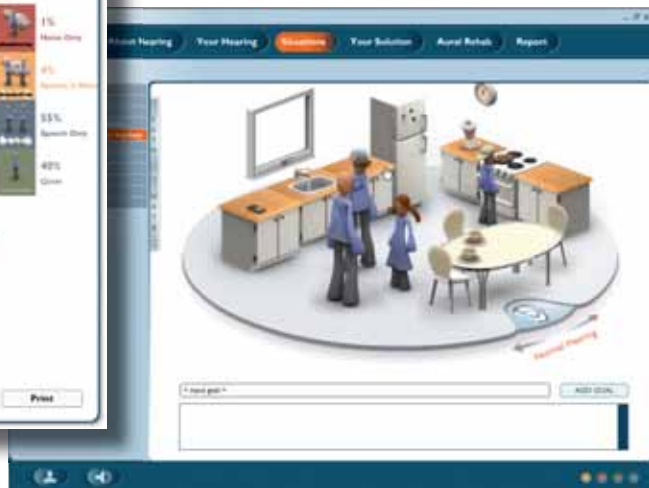 1%
Noise Only
4%
55%
Speech Only
40%
Quiet
Print
About Hearing Your Hearing Situations Your Solution Aural Rehab Report
Normal Hearing
ADD GOAL